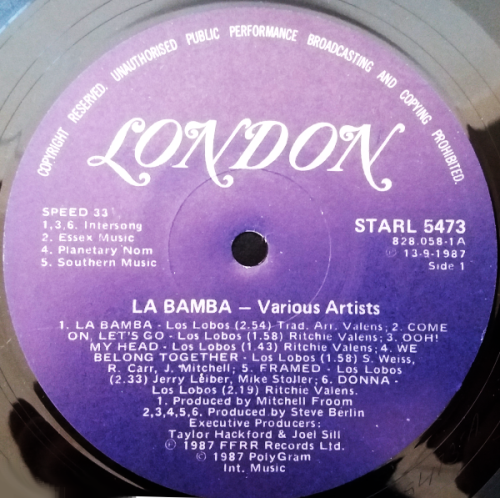 COPYRIGHT RESERVED. UNAUTHORISED PUBLIC PERFORMANCE BROADCASTING AND COPYING PROHIBITED.
LONDON
SPEED 33
1,3,6. Intersong
2. Essex Music
4. Planetary Nom
5. Southern Music
STARL 5473
828.058-1A
℗ 13-9-1987
Side 1
LA BAMBA – Various Artists
1. LA BAMBA - Los Lobos (2.54) Trad. Arr. Valens; 2. COME
ON, LET'S GO - Los Lobos (1.58) Ritchie Valens; 3. OOH!
MY HEAD - Los Lobos (1.43) Ritchie Valens; 4. WE
BELONG TOGETHER - Los Lobos (1.58) S. Weiss,
R. Carr, J. Mitchell; 5. FRAMED - Los Lobos
(2.33) Jerry Leiber, Mike Stoller; 6. DONNA -
Los Lobos (2.19) Ritchie Valens.
1. Produced by Mitchell Froom
2,3,4,5,6. Produced by Steve Berlin
Executive Producers:
Taylor Hackford & Joel Sill
℗ 1987 FFRR Records Ltd.
© 1987 PolyGram
Int. Music